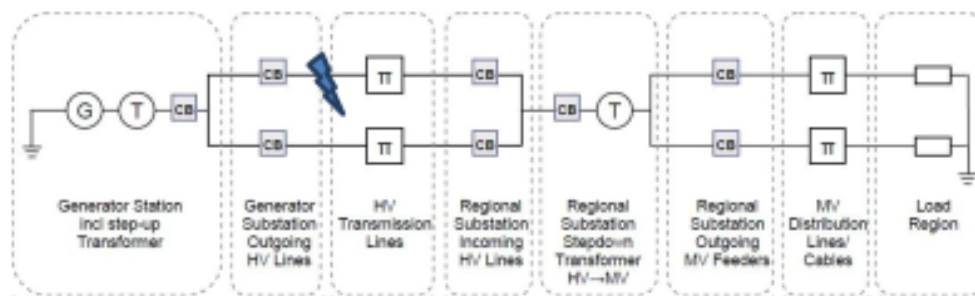 G T CB
CB π CB
CB π CB
CB T
CB π
CB π
Generator Station
incl step-up
Transformer
Generator
Substation
Outgoing
HV Lines
HV
Transmission
Lines
Regional
Substation
Incoming
HV Lines
Regional
Substation
Stepdown
Transformer
HV→MV
Regional
Substation
Outgoing
MV Feeders
MV
Distribution
Lines/
Cables
Load
Region